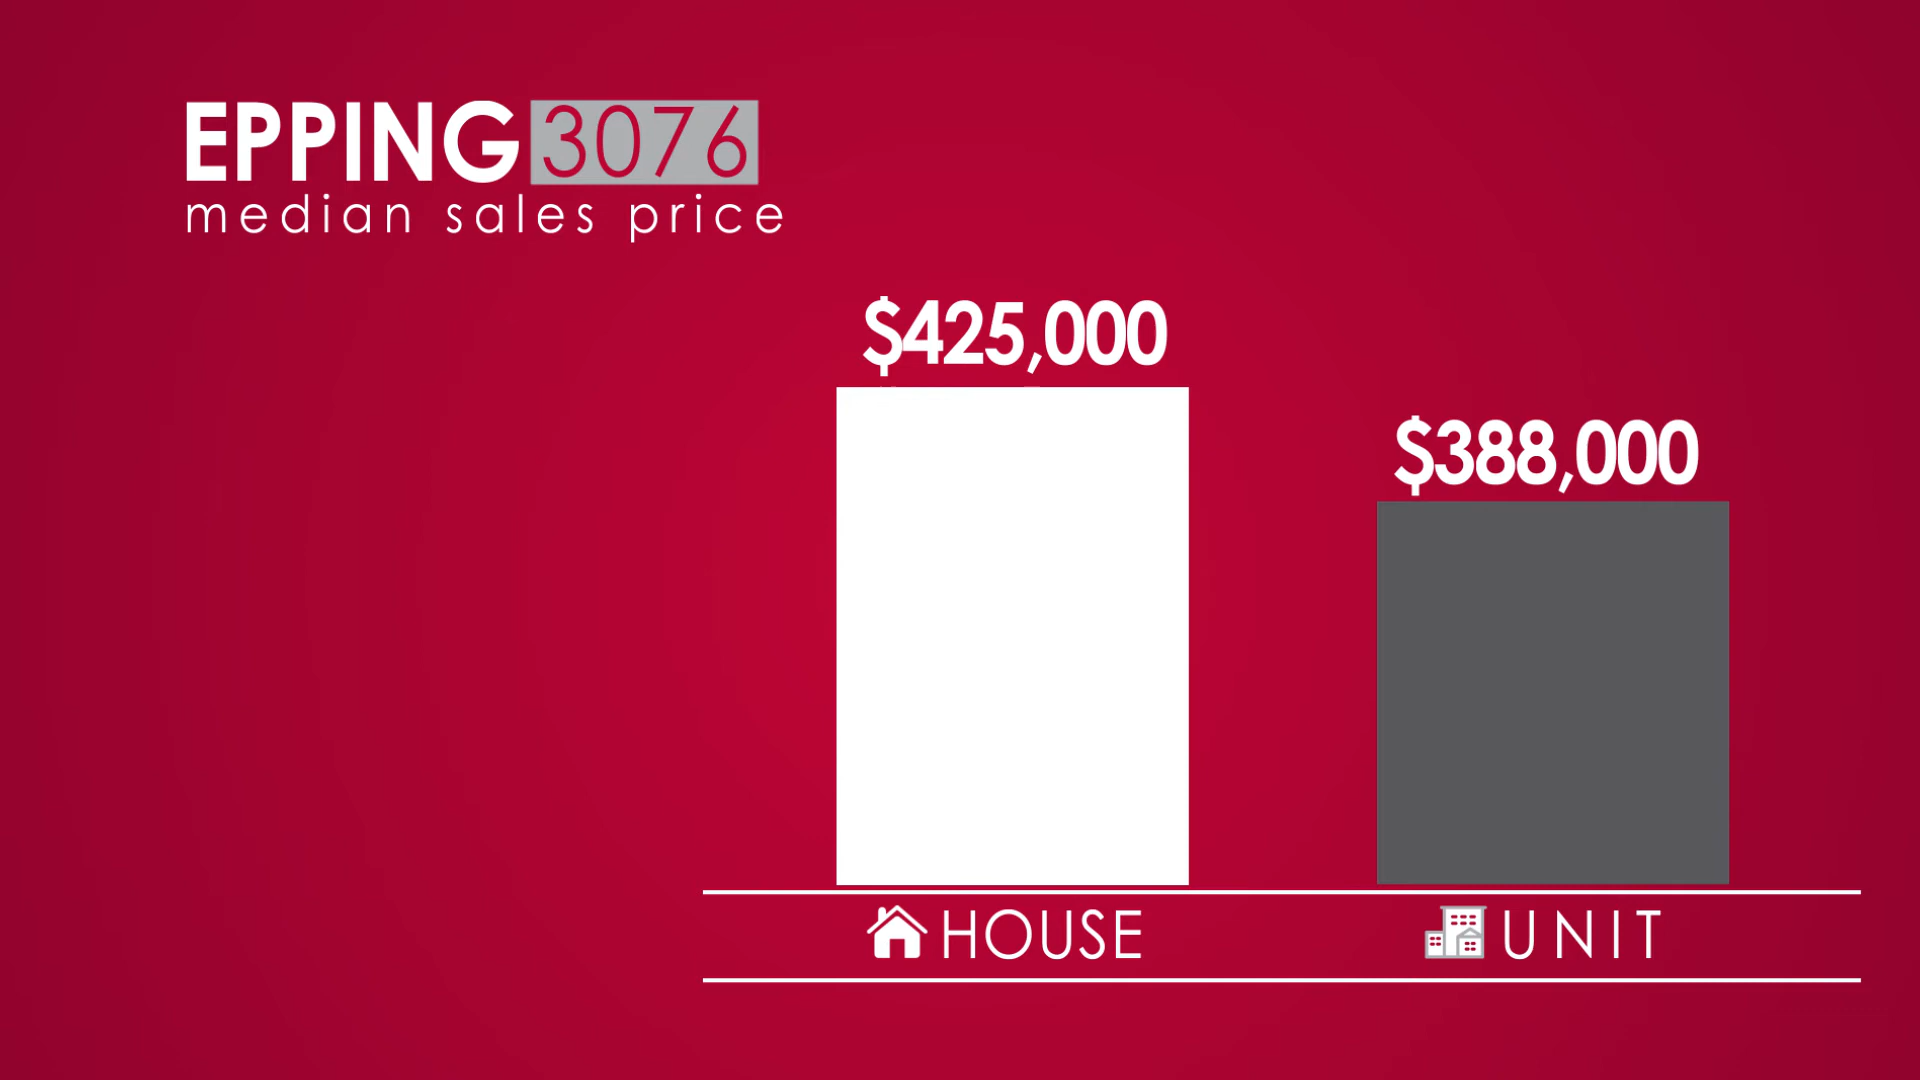 EPPING 3076
median sales price
$425,000
$388,000
HOUSE
UNIT